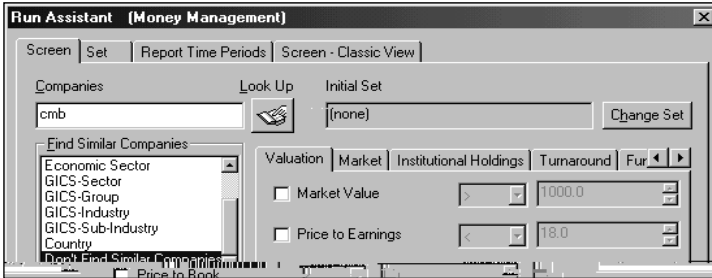 Run Assistant (Money Management)
Screen Set Report Time Periods Screen - Classic View
Companies Look Up Initial Set
cmb (none) Change Set
Find Similar Companies
Valuation Market Institutional Holdings Turnaround Fur
Economic Sector
GICS-Sector
GICS-Group
GICS-Industry
GICS-Sub-Industry
Country
Don't Find Similar Companies
Market Value > 1000.0
Price to Earnings < 18.0
Price to Book